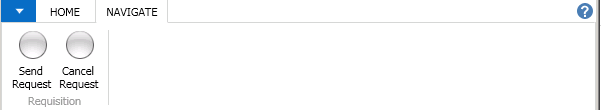 HOME NAVIGATE ?
Send Request Cancel Request
Requisition